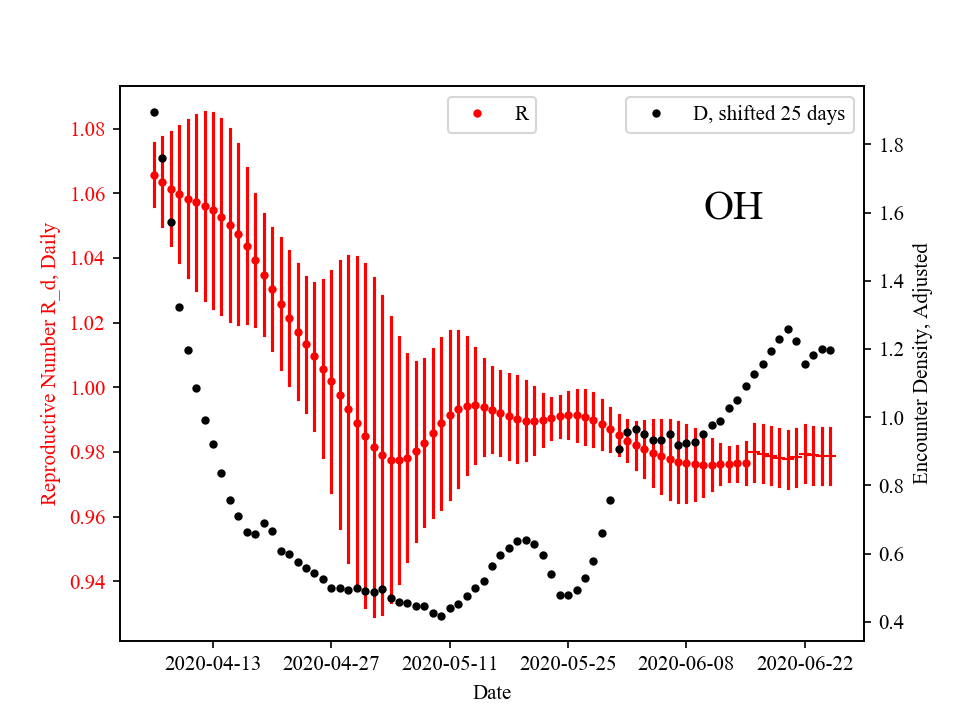 R
D, shifted 25 days
OH
Reproductive Number R_d, Daily
1.08
1.06
1.04
1.02
1.00
0.98
0.96
0.94
Encounter Density, Adjusted
1.8
1.6
1.4
1.2
1.0
0.8
0.6
0.4
2020-04-13 2020-04-27 2020-05-11 2020-05-25 2020-06-08 2020-06-22
Date